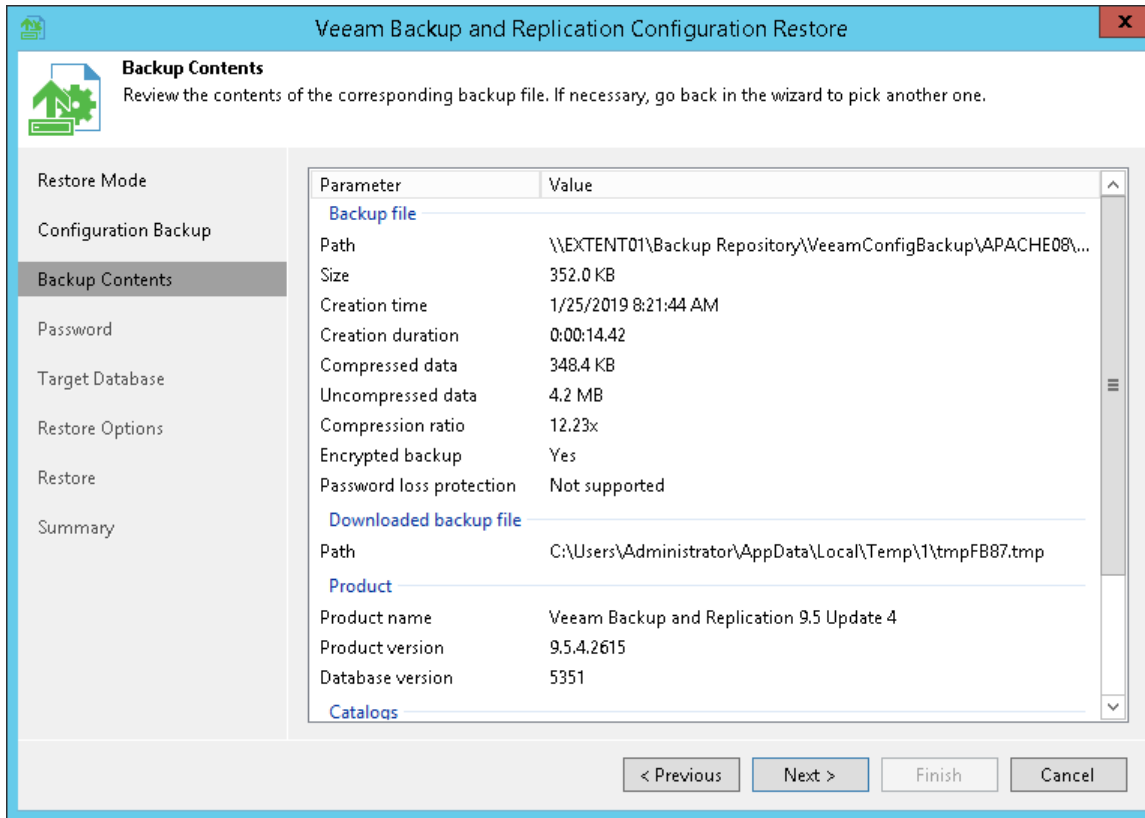 Veeam Backup and Replication Configuration Restore
x
Backup Contents
Review the contents of the corresponding backup file. If necessary, go back in the wizard to pick another one.
Restore Mode
Configuration Backup
Backup Contents
Password
Target Database
Restore Options
Restore
Summary
Parameter Value
Backup file
Path \\EXTENT01\Backup Repository\VeeamConfigBackup\APACHE08\...
Size 352.0 KB
Creation time 1/25/2019 8:21:44 AM
Creation duration 0:00:14.42
Compressed data 348.4 KB
Uncompressed data 4.2 MB
Compression ratio 12.23x
Encrypted backup Yes
Password loss protection Not supported
Downloaded backup file
Path C:\Users\Administrator\AppData\Local\Temp\1\tmpFB87.tmp
Product
Product name Veeam Backup and Replication 9.5 Update 4
Product version 9.5.4.2615
Database version 5351
Catalogs
< Previous Next > Finish Cancel